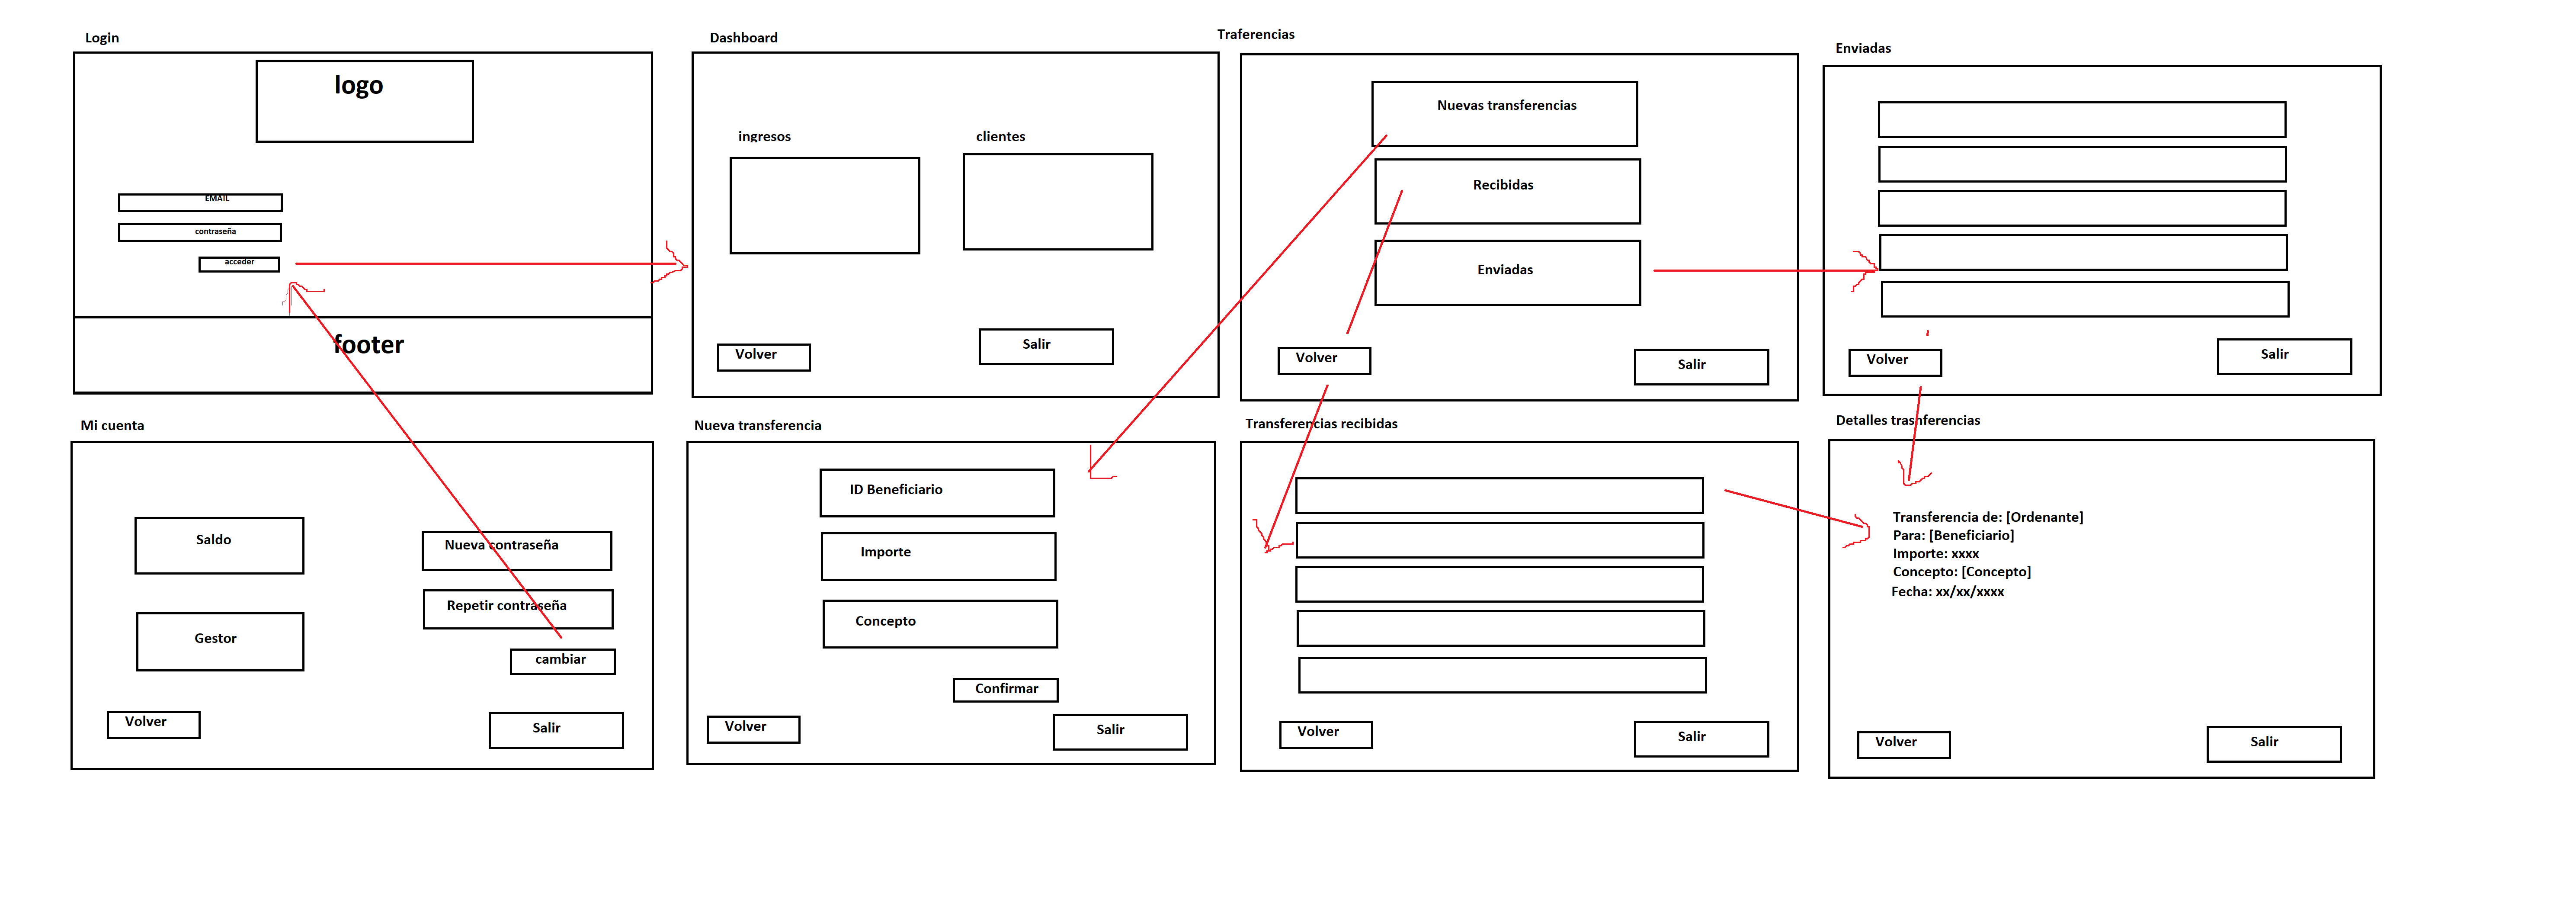 Login
logo
EMAIL
contraseña
acceder
footer
Dashboard
ingresos
clientes
Volver
Salir
Traferencias
Nuevas transferencias
Recibidas
Enviadas
Volver
Salir
Enviadas
Volver
Salir
Mi cuenta
Saldo
Gestor
Nueva contraseña
Repetir contraseña
cambiar
Volver
Salir
Nueva transferencia
ID Beneficiario
Importe
Concepto
Confirmar
Volver
Salir
Transferencias recibidas
Volver
Salir
Detalles trasnferencias
Transferencia de: [Ordenante]
Para: [Beneficiario]
Importe: xxxx
Concepto: [Concepto]
Fecha: xx/xx/xxxx
Volver
Salir